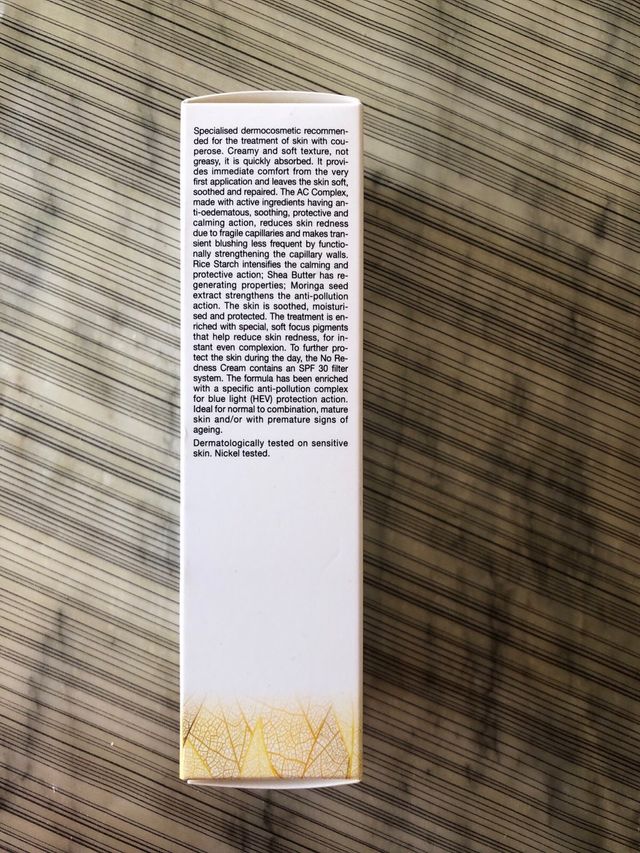 Specialised dermocosmetic recommen-
ded for the treatment of skin with cou-
perose. Creamy and soft texture, not
greasy, it is quickly absorbed. It provi-
des immediate comfort from the very
first application and leaves the skin soft,
soothed and repaired. The AC Complex,
made with active ingredients having an-
ti-oedematous, soothing, protective and
calming action, reduces skin redness
due to fragile capillaries and makes tran-
sient blushing less frequent by functio-
nally strengthening the capillary walls.
Rice Starch intensifies the calming and
protective action; Shea Butter has re-
generating properties; Moringa seed
extract strengthens the anti-pollution
action. The skin is soothed, moisturi-
sed and protected. The treatment is en-
riched with special, soft focus pigments
that help reduce skin redness, for in-
stant even complexion. To further pro-
tect the skin during the day, the No Re-
dness Cream contains an SPF 30 filter
system. The formula has been enriched
with a specific anti-pollution complex
for blue light (HEV) protection action.
Ideal for normal to combination, mature
skin and/or with premature signs of
ageing.
Dermatologically tested on sensitive
skin. Nickel tested.